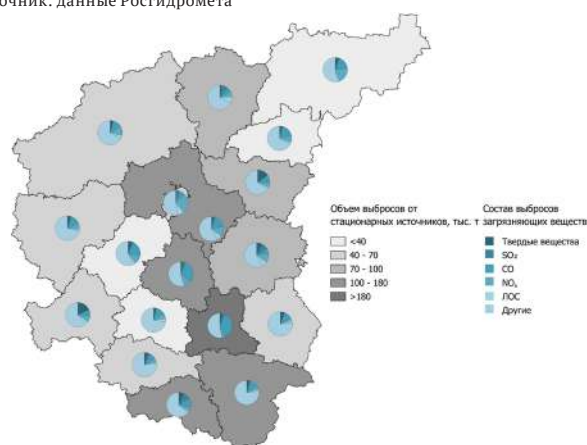 очник: данные Росгидромета
Объем выбросов от
стационарных источников, тыс. т
<40
40 - 70
70 - 100
100 - 180
>180
Состав выбросов
загрязняющих веществ
Твердые вещества
SO₂
CO
NOₓ
ЛОС
Другие